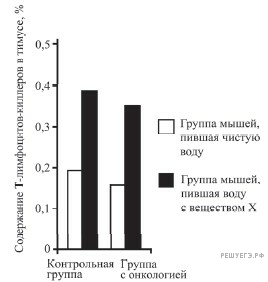 Содержание Т-лимфоцитов-киллеров в тимусе, %
0,5
0,4
0,3
0,2
0,1
0
Контрольная
группа
Группа
с онкологией
Группа мышей,
пившая чистую
воду
Группа мышей,
пившая воду
с веществом X
РЕШУЕГЭ.РФ